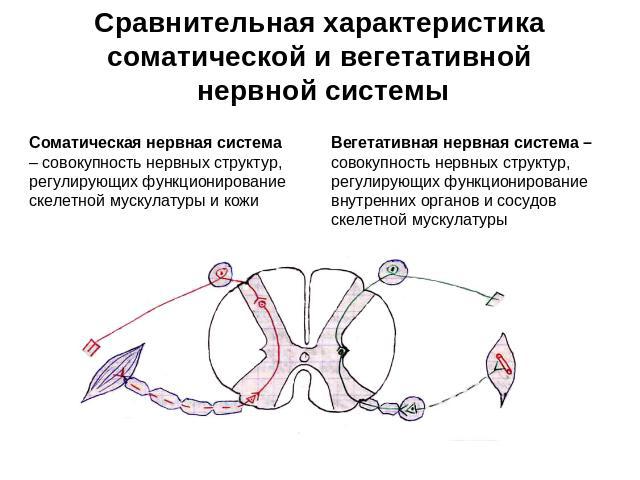 Сравнительная характеристика
соматической и вегетативной
нервной системы
Соматическая нервная система
– совокупность нервных структур,
регулирующих функционирование
скелетной мускулатуры и кожи
Вегетативная нервная система –
совокупность нервных структур,
регулирующих функционирование
внутренних органов и сосудов
скелетной мускулатуры